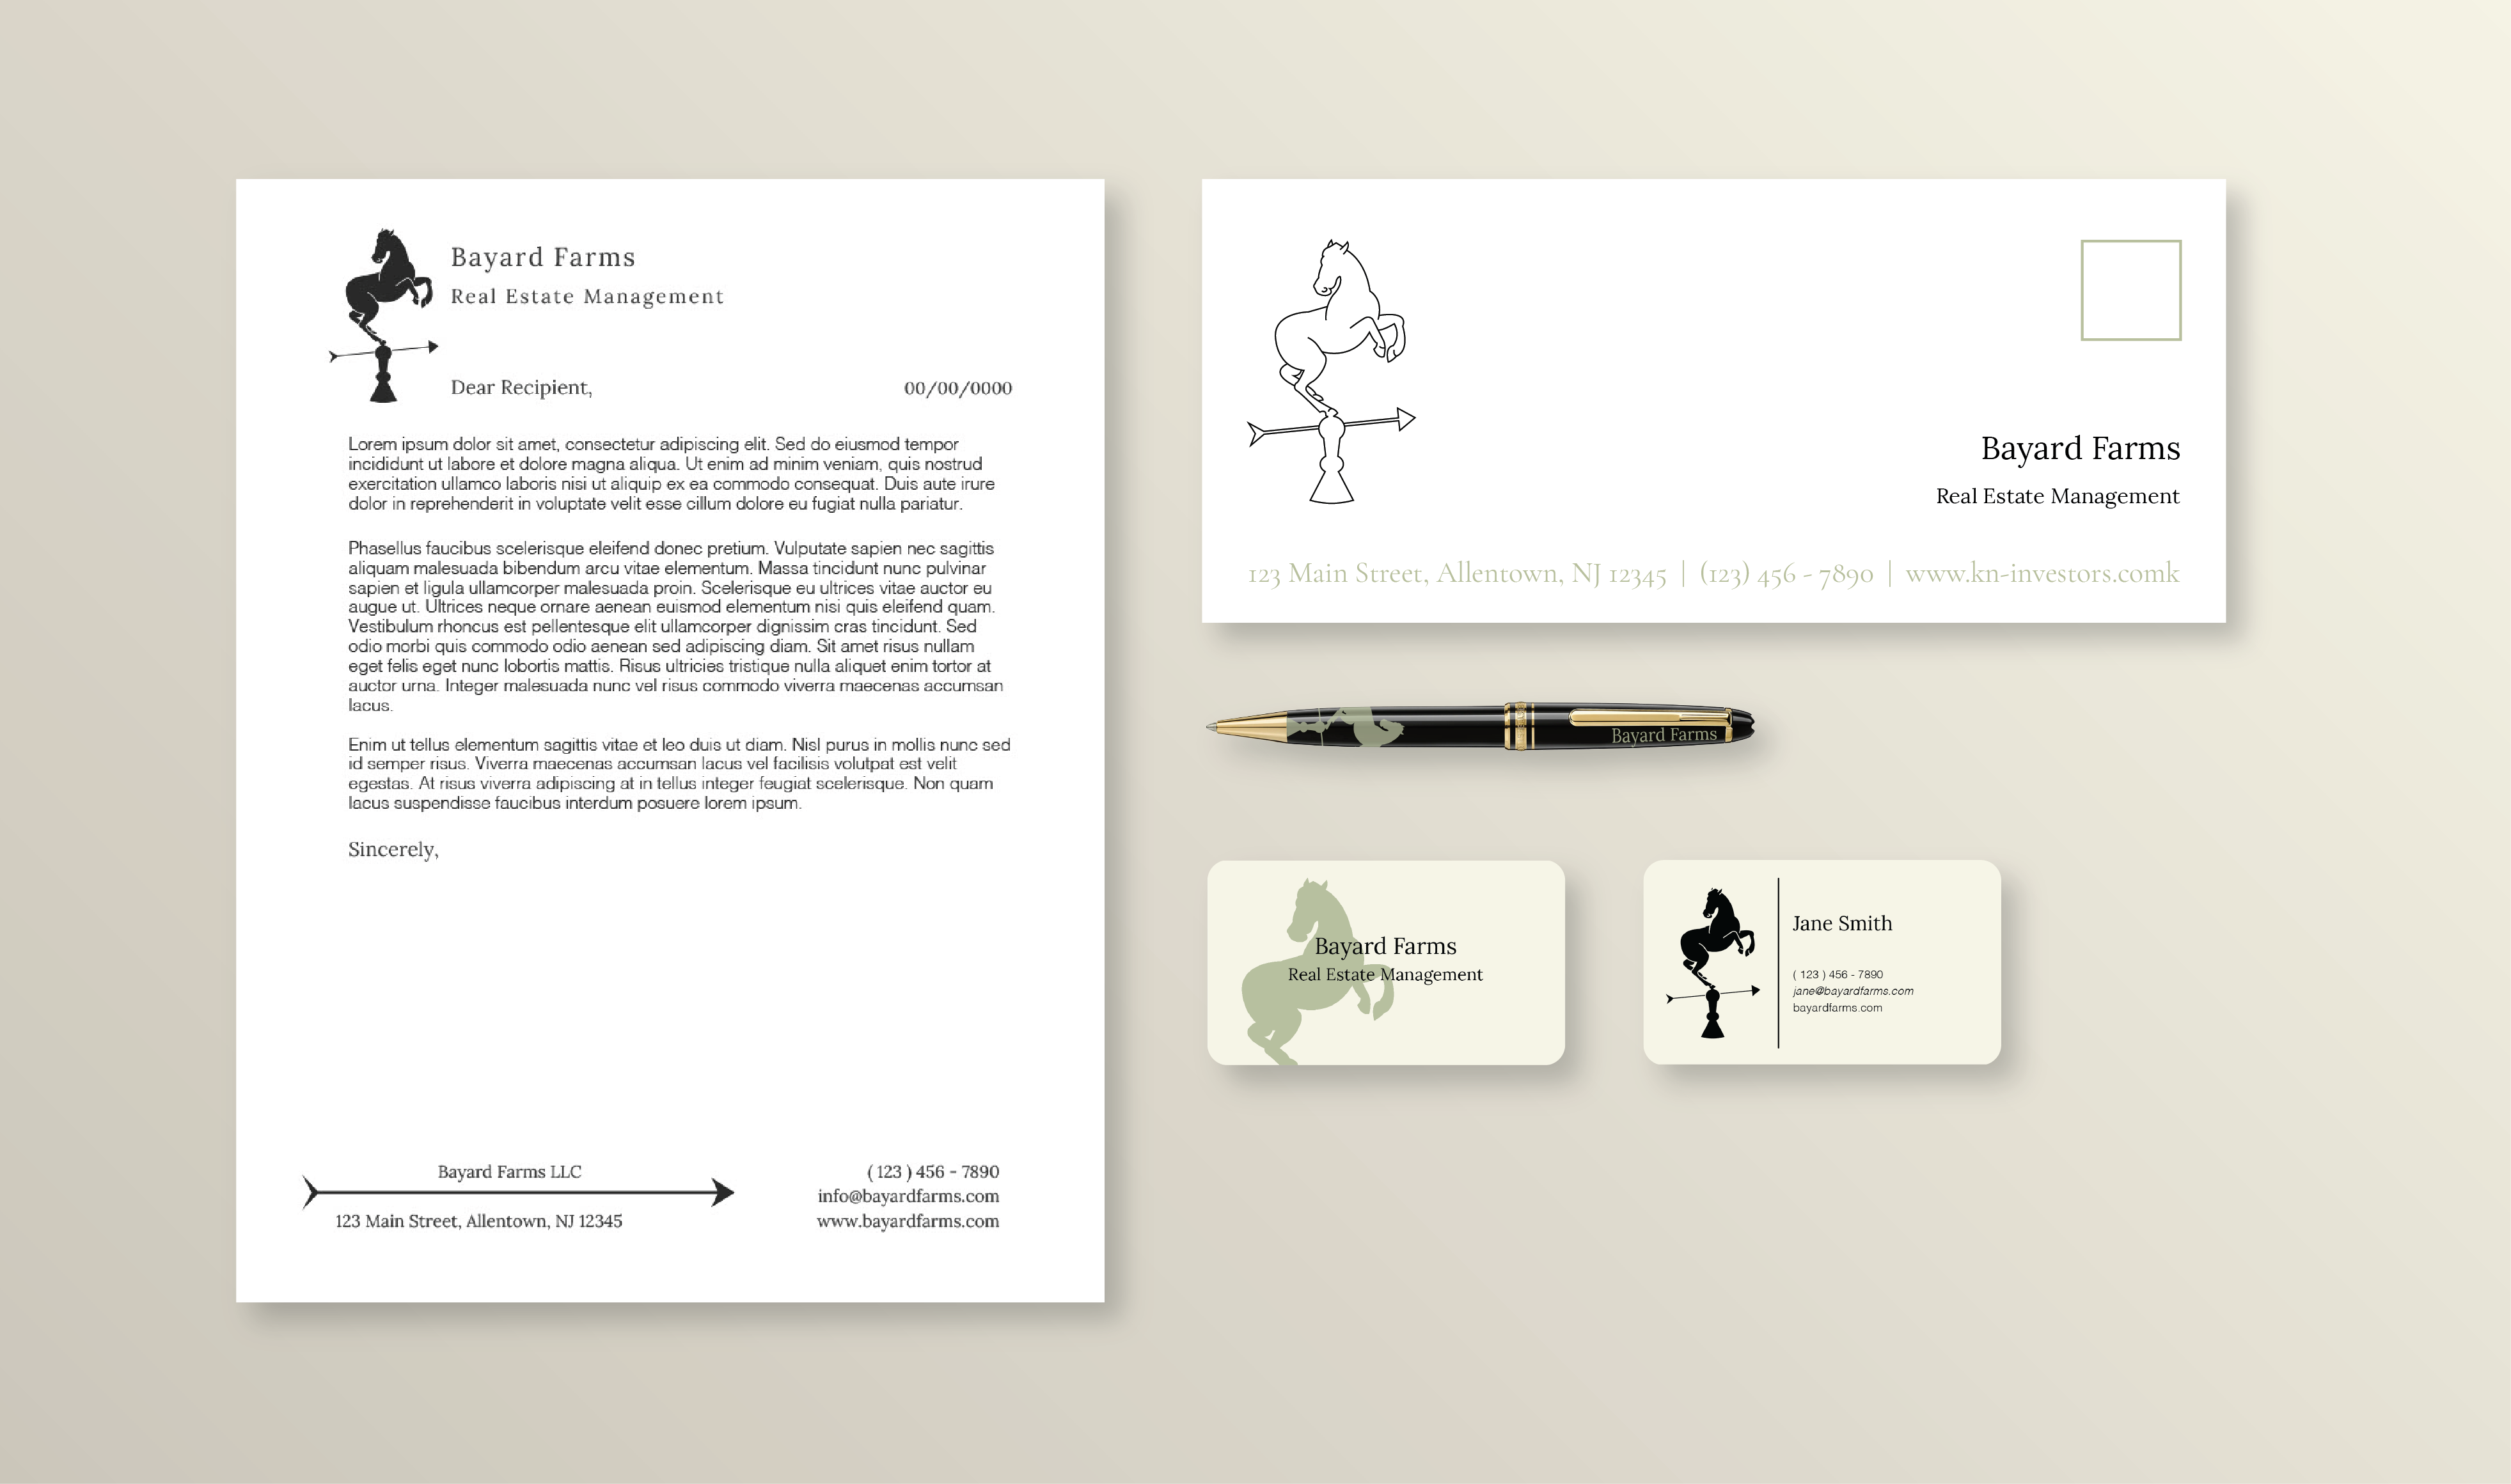 Bayard Farms
Real Estate Management
Dear Recipient,
00/00/0000
Lorem ipsum dolor sit amet, consectetur adipiscing elit. Sed do eiusmod tempor
incididunt ut labore et dolore magna aliqua. Ut enim ad minim veniam, quis nostrud
exercitation ullamco laboris nisi ut aliquip ex ea commodo consequat. Duis aute irure
dolor in reprehenderit in voluptate velit esse cillum dolore eu fugiat nulla pariatur.
Phasellus faucibus scelerisque eleifend donec pretium. Vulputate sapien nec sagittis
aliquam malesuada bibendum arcu vitae elementum. Massa tincidunt nunc pulvinar
sapien et ligula ullamcorper malesuada proin. Scelerisque eu ultrices vitae auctor eu
augue ut. Ultrices neque ornare aenean euismod elementum nisi quis eleifend quam.
Vestibulum rhoncus est pellentesque elit ullamcorper dignissim cras tincidunt. Sed
odio morbi quis commodo odio aenean sed adipiscing diam. Sit amet risus nullam
eget felis eget nunc lobortis mattis. Risus ultricies tristique nulla aliquet enim tortor at
auctor urna. Integer malesuada nunc vel risus commodo viverra maecenas accumsan
lacus.
Enim ut tellus elementum sagittis vitae et leo duis ut diam. Nisl purus in mollis nunc sed
id semper risus. Viverra maecenas accumsan lacus vel facilisis volutpat est velit
egestas. At risus viverra adipiscing at in tellus integer feugiat scelerisque. Non quam
lacus suspendisse faucibus interdum posuere lorem ipsum.
Sincerely,
Bayard Farms LLC
123 Main Street, Allentown, NJ 12345
( 123 ) 456 - 7890
info@bayardfarms.com
www.bayardfarms.com
Bayard Farms
Real Estate Management
123 Main Street, Allentown, NJ 12345 | (123) 456 - 7890 | www.kn-investors.comk
Bayard Farms
Bayard Farms
Real Estate Management
Jane Smith
( 123 ) 456 - 7890
jane@bayardfarms.com
bayardfarms.com